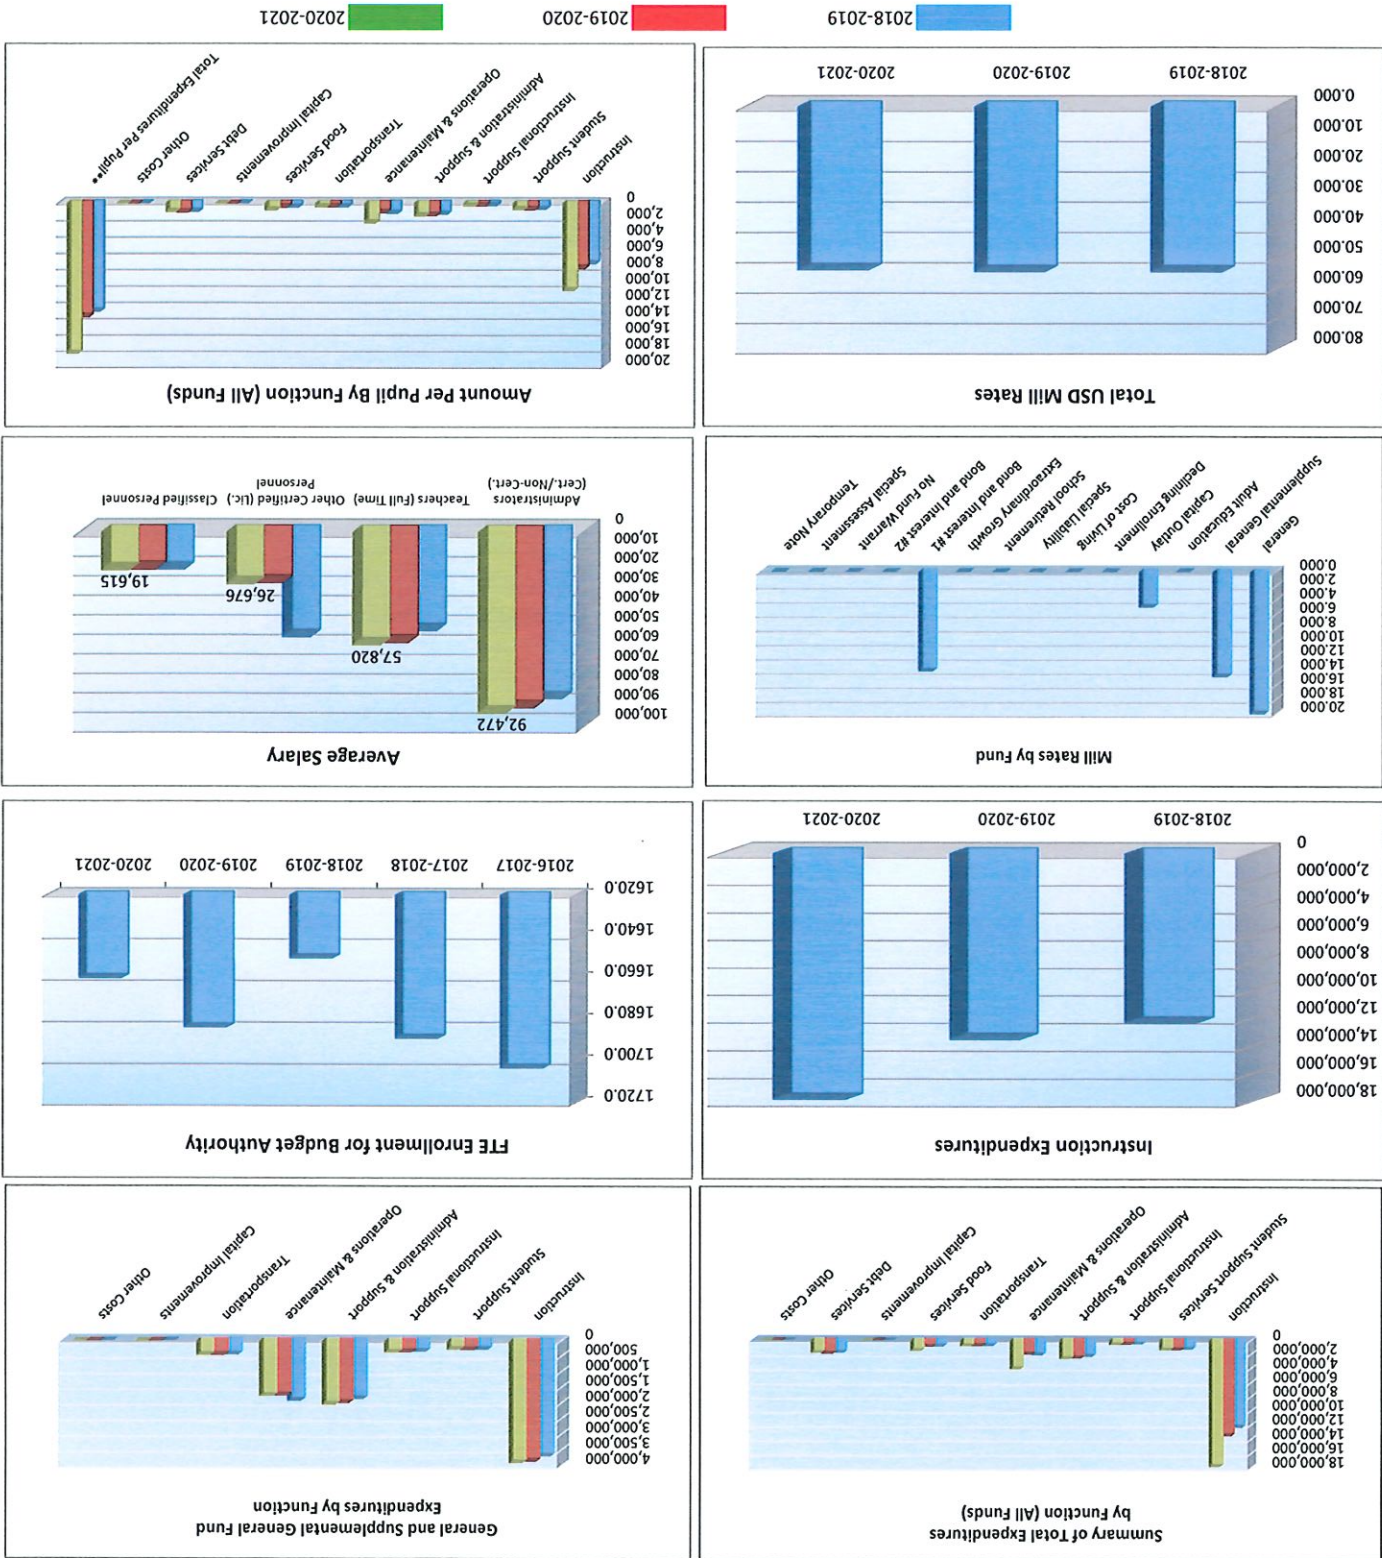 Summary of Total Expenditures
by Function (All Funds)
18,000,000
16,000,000
14,000,000
12,000,000
10,000,000
8,000,000
6,000,000
4,000,000
2,000,000
0
Instruction
Student Support Services
Instructional Support
Administration & Support
Operations & Maintenance
Transportation
Food Services
Capital Improvements
Debt Services
Other Costs
General and Supplemental General Fund
Expenditures by Function
4,000,000
3,500,000
3,000,000
2,500,000
2,000,000
1,500,000
1,000,000
500,000
0
Instruction
Student Support
Instructional Support
Administration & Support
Operations & Maintenance
Transportation
Capital Improvements
Other Costs
Instruction Expenditures
18,000,000
16,000,000
14,000,000
12,000,000
10,000,000
8,000,000
6,000,000
4,000,000
2,000,000
0
2018-2019
2019-2020
2020-2021
FTE Enrollment for Budget Authority
1720.0
1700.0
1680.0
1660.0
1640.0
1620.0
2016-2017
2017-2018
2018-2019
2019-2020
2020-2021
Mill Rates by Fund
20.000
18.000
16.000
14.000
12.000
10.000
8.000
6.000
4.000
2.000
0.000
General
Supplemental General
Adult Education
Capital Outlay
Declining Enrollment
Cost of Living
Special Liability
School Retirement
Extraordinary Growth
Bond and Interest #1
Bond and Interest #2
No Fund Warrant
Special Assessment
Temporary Note
Average Salary
100,000
90,000
80,000
70,000
60,000
50,000
40,000
30,000
20,000
10,000
0
92,472
57,820
26,676
19,615
Administrators
(Cert./Non-Cert.)
Teachers (Full Time)
Other Certified (Lic.)
Personnel
Classified Personnel
Total USD Mill Rates
80.000
70.000
60.000
50.000
40.000
30.000
20.000
10.000
0.000
2018-2019
2019-2020
2020-2021
Amount Per Pupil By Function (All Funds)
20,000
18,000
16,000
14,000
12,000
10,000
8,000
6,000
4,000
2,000
0
Instruction
Student Support
Instructional Support
Administration & Support
Operations & Maintenance
Transportation
Food Services
Capital Improvements
Debt Services
Other Costs
Total Expenditures Per Pupil**
2018-2019
2019-2020
2020-2021